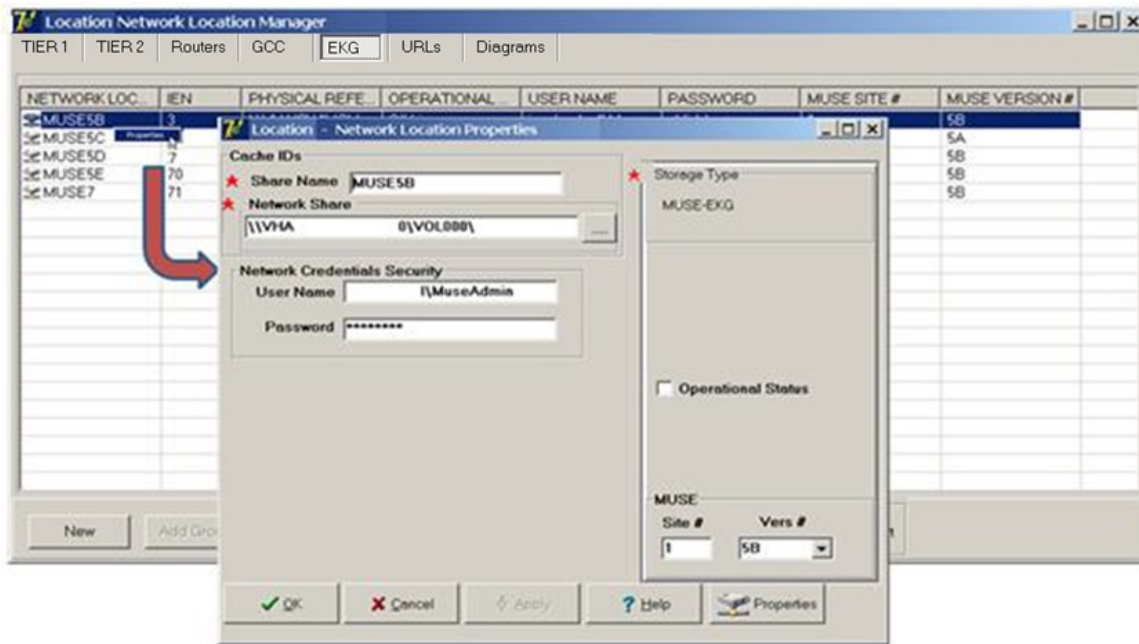 Location Network Location Manager
TIER 1 TIER 2 Routers GCC EKG URLs Diagrams
NETWORK LOC... IEN PHYSICAL REFE... OPERATIONAL ... USER NAME PASSWORD MUSE SITE # MUSE VERSION #
MUSE5B 3 5B
MUSE5C Properties 5A
MUSE5D 7 5B
MUSE5E 70 5B
MUSE7 71 5B
Location - Network Location Properties
Cache IDs
Share Name MUSE5B
Network Share
\\VHA 0\VOL000\ ...
Network Credentials Security
User Name I\MuseAdmin
Password ********
Storage Type
MUSE-EKG
Operational Status
MUSE
Site # Vers #
1 5B
New Add Gro
OK Cancel Apply Help Properties